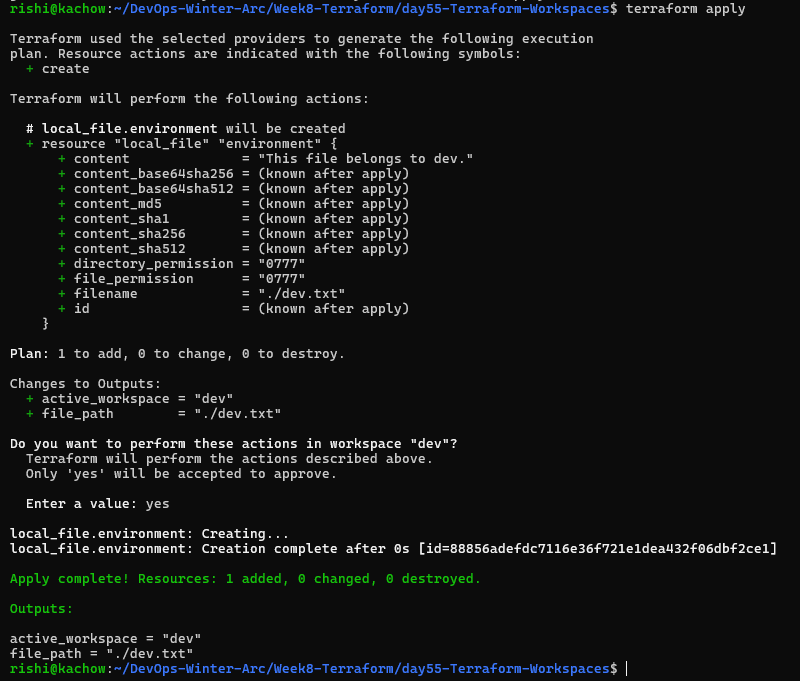 rishi@kachow:~/DevOps-Winter-Arc/Week8-Terraform/day55-Terraform-Workspaces$ terraform apply

Terraform used the selected providers to generate the following execution
plan. Resource actions are indicated with the following symbols:
  + create

Terraform will perform the following actions:

  # local_file.environment will be created
  + resource "local_file" "environment" {
      + content              = "This file belongs to dev."
      + content_base64sha256 = (known after apply)
      + content_base64sha512 = (known after apply)
      + content_md5          = (known after apply)
      + content_sha1         = (known after apply)
      + content_sha256       = (known after apply)
      + content_sha512       = (known after apply)
      + directory_permission = "0777"
      + file_permission      = "0777"
      + filename             = "./dev.txt"
      + id                   = (known after apply)
    }

Plan: 1 to add, 0 to change, 0 to destroy.

Changes to Outputs:
  + active_workspace = "dev"
  + file_path        = "./dev.txt"

Do you want to perform these actions in workspace "dev"?
  Terraform will perform the actions described above.
  Only 'yes' will be accepted to approve.

  Enter a value: yes

local_file.environment: Creating...
local_file.environment: Creation complete after 0s [id=88856adefdc7116e36f721e1dea432f06dbf2ce1]

Apply complete! Resources: 1 added, 0 changed, 0 destroyed.

Outputs:

active_workspace = "dev"
file_path = "./dev.txt"
rishi@kachow:~/DevOps-Winter-Arc/Week8-Terraform/day55-Terraform-Workspaces$